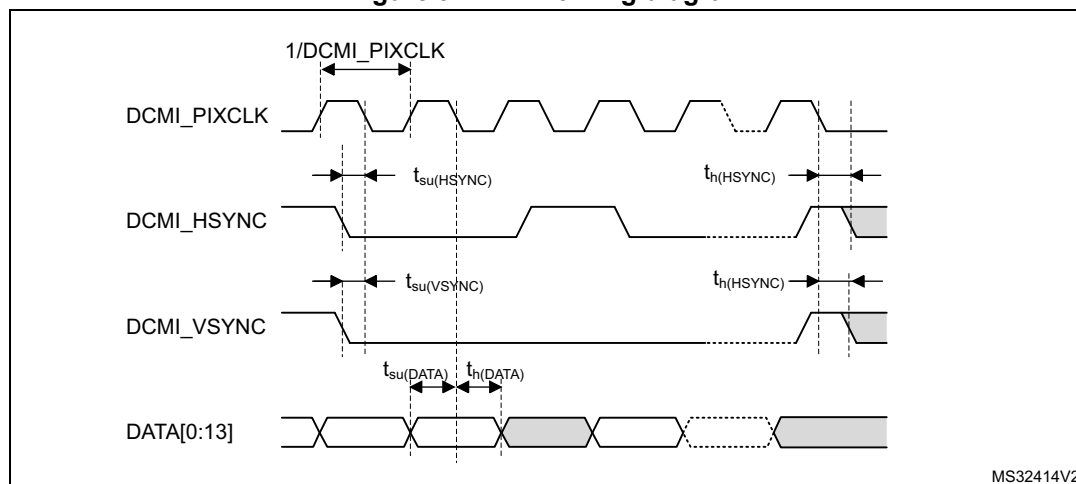 1/DCMI_PIXCLK
DCMI_PIXCLK
tsu(HSYNC)
th(HSYNC)
DCMI_HSYNC
tsu(VSYNC)
th(HSYNC)
DCMI_VSYNC
tsu(DATA) th(DATA)
DATA[0:13]
MS32414V2